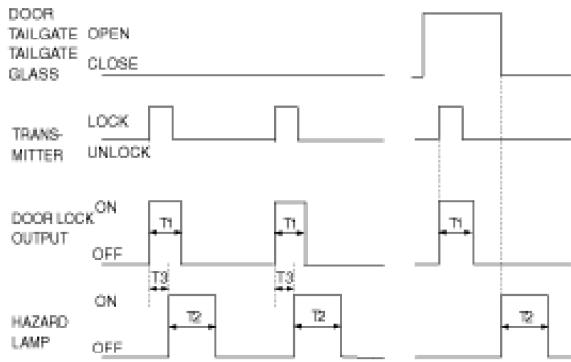 DOOR
TAILGATE OPEN
TAILGATE
GLASS CLOSE
TRANS-
MITTER
LOCK
UNLOCK
DOOR LOCK ON
OUTPUT
T1 T1 T1
OFF
T3 T3
ON
HAZARD
LAMP
T2 T2 T2
OFF